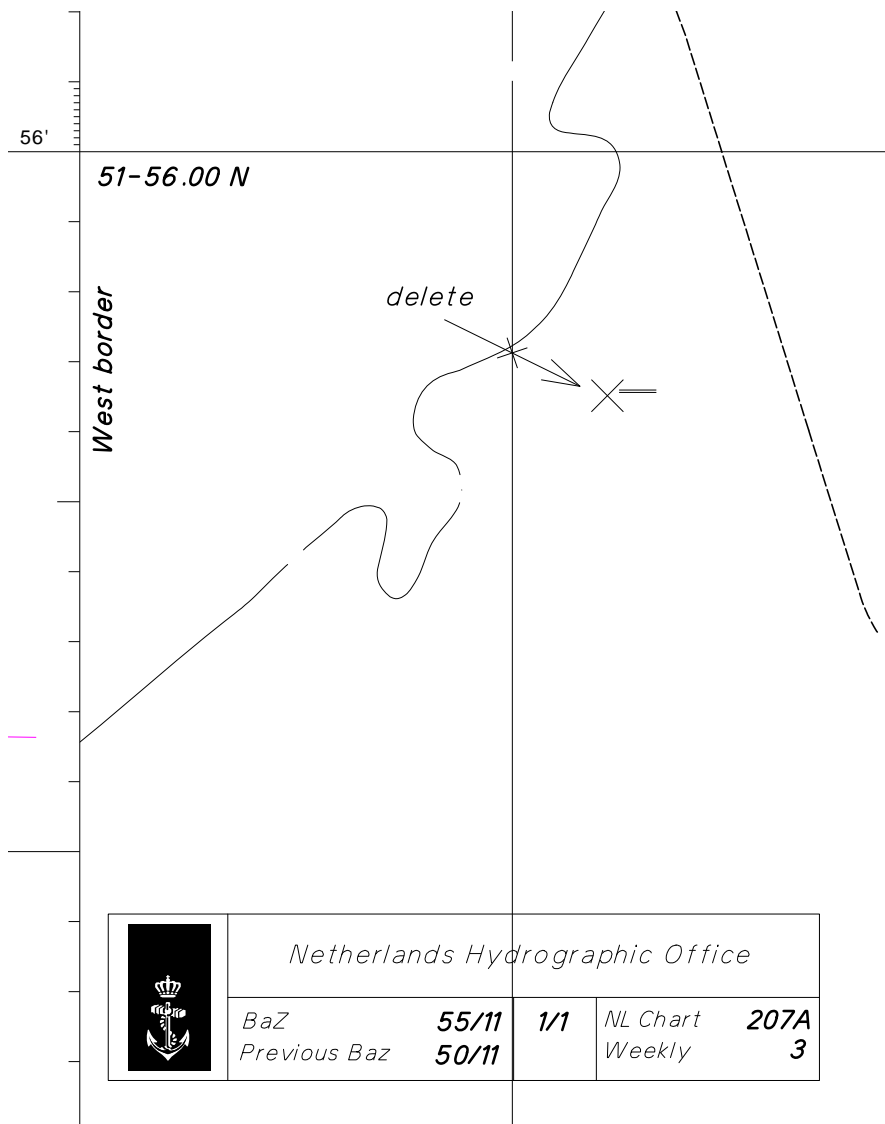 56'
51-56.00 N
West border
delete
Netherlands Hydrographic Office
BaZ 55/11 1/1 NL Chart 207A
Previous Baz 50/11 Weekly 3